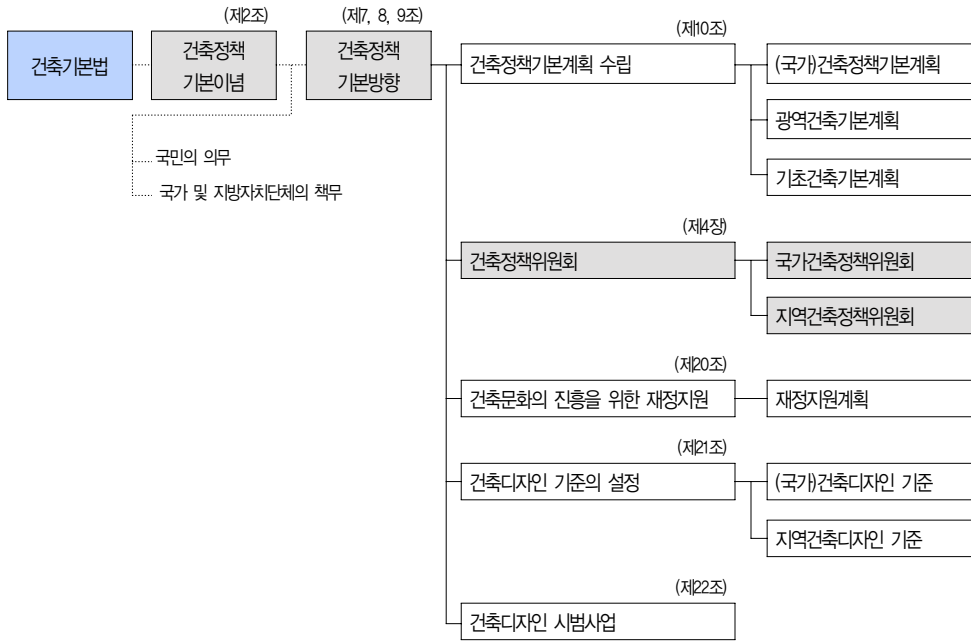 건축기본법
(제2조)
건축정책
기본이념
(제7, 8, 9조)
건축정책
기본방향
국민의 의무
국가 및 지방자치단체의 책무
(제10조)
건축정책기본계획 수립
(국가)건축정책기본계획
광역건축기본계획
기초건축기본계획
(제4장)
건축정책위원회
국가건축정책위원회
지역건축정책위원회
(제20조)
건축문화의 진흥을 위한 재정지원
재정지원계획
(제21조)
건축디자인 기준의 설정
(국가)건축디자인 기준
지역건축디자인 기준
(제22조)
건축디자인 시범사업